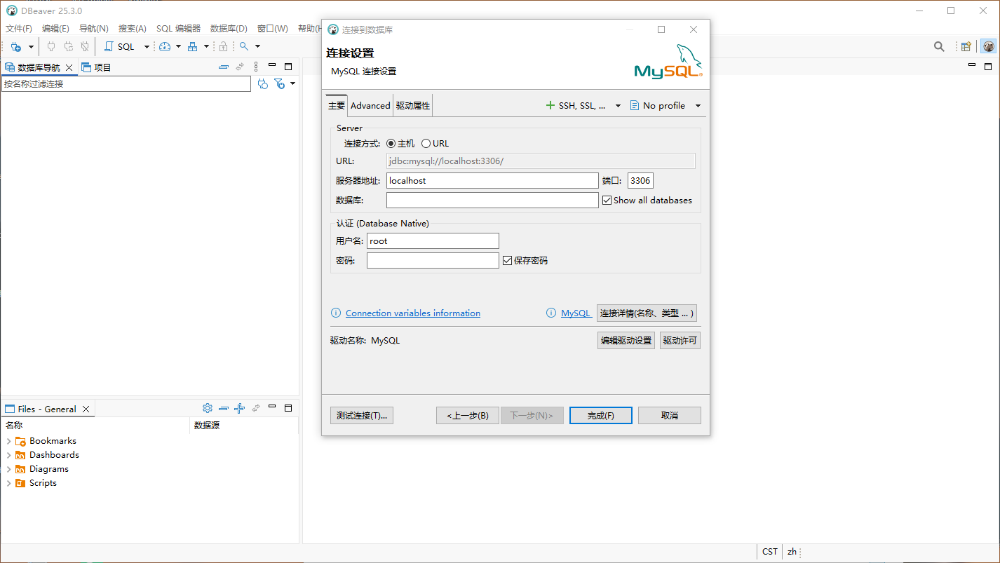 DBeaver 25.3.0
文件(F) 编辑(E) 导航(N) 搜索(A) SQL 编辑器 数据库(D) 窗口(W) 帮助(H
SQL
数据库导航 项目
按名称过滤连接
连接到数据库
连接设置
MySQL 连接设置
MySQL®
主要 Advanced 驱动属性 SSH, SSL, ... No profile
Server
连接方式: 主机 URL
URL: jdbc:mysql://localhost:3306/
服务器地址: localhost 端口: 3306
数据库: Show all databases
认证 (Database Native)
用户名: root
密码: 保存密码
Connection variables information MySQL 连接详情(名称、类型 ... )
驱动名称: MySQL 编辑驱动设置 驱动许可
测试连接(T)... <上一步(B) 下一步(N)> 完成(F) 取消
Files - General
名称 数据源
Bookmarks
Dashboards
Diagrams
Scripts
CST zh